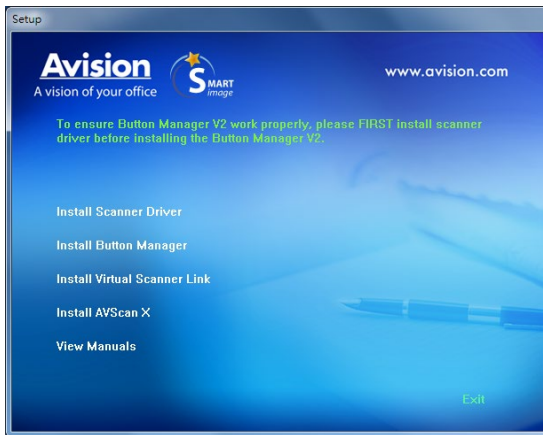 Setup
Avision
A vision of your office
SMART
image
www.avision.com
To ensure Button Manager V2 work properly, please FIRST install scanner
driver before installing the Button Manager V2.
Install Scanner Driver
Install Button Manager
Install Virtual Scanner Link
Install AVScan X
View Manuals
Exit